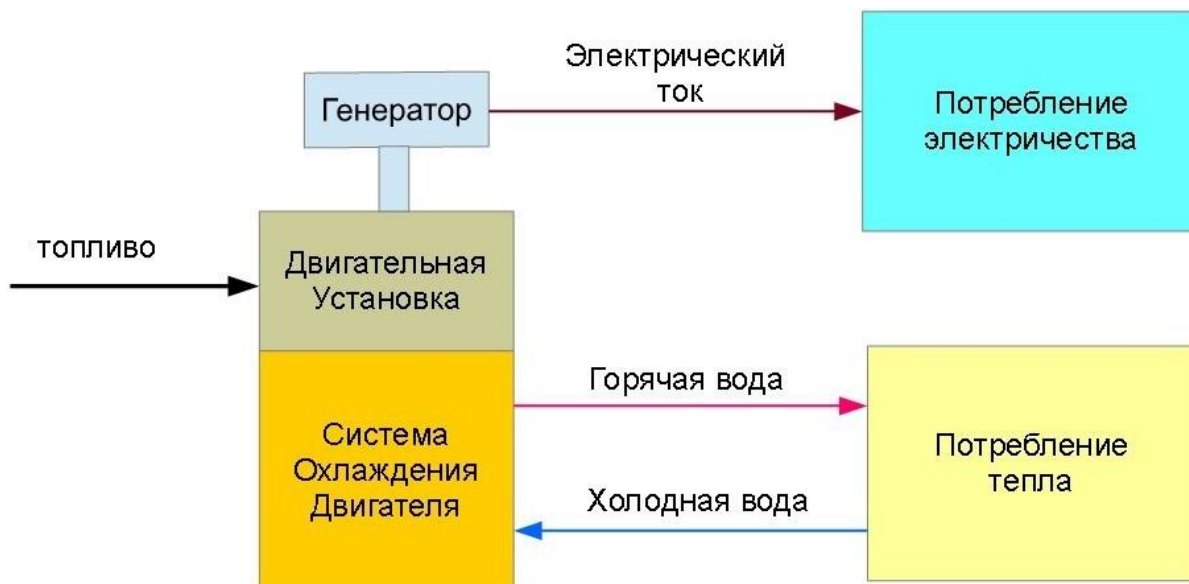 Электрический
ток
Генератор
Потребление
электричества
топливо
Двигательная
Установка
Горячая вода
Система
Охлаждения
Двигателя
Потребление
тепла
Холодная вода